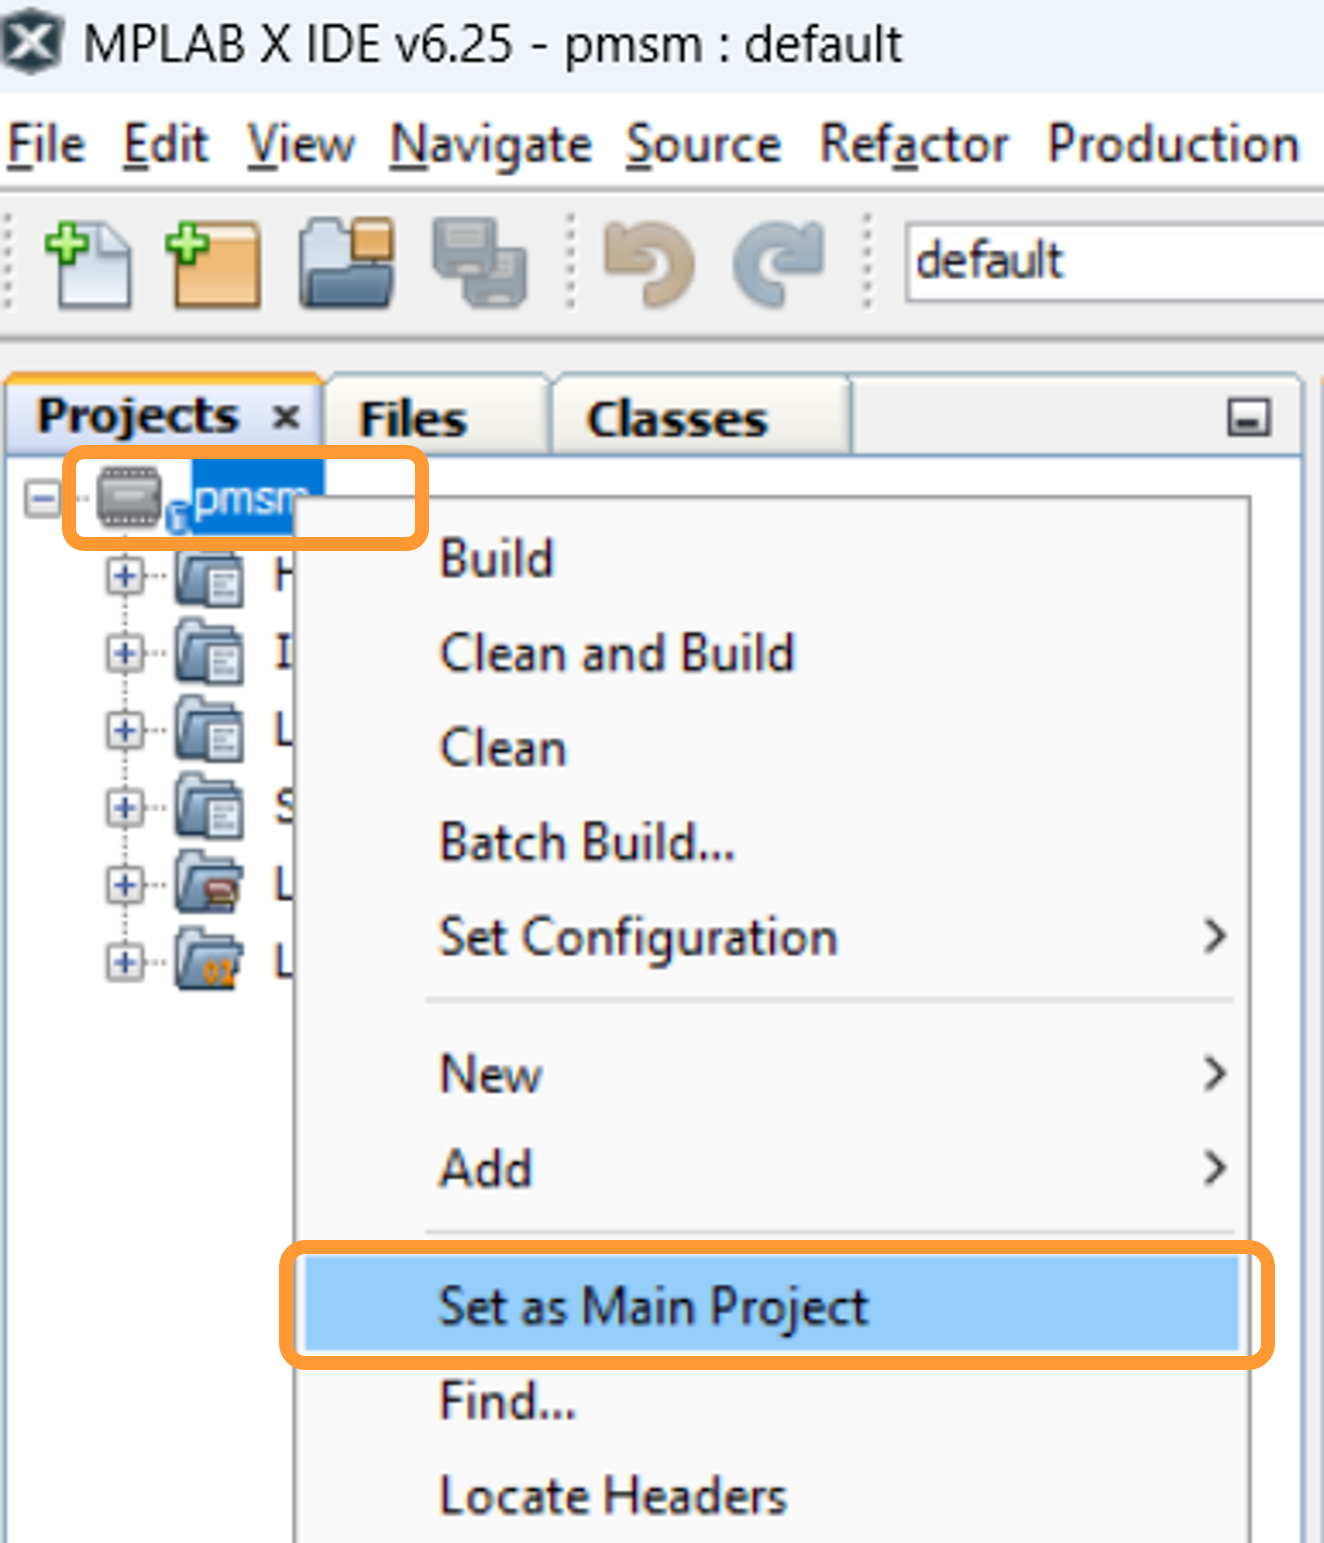 MPLAB X IDE v6.25 - pmsm : default
File Edit View Navigate Source Refactor Production
default
Projects × Files Classes
pmsm
Build
Clean and Build
Clean
Batch Build...
Set Configuration
New
Add
Set as Main Project
Find...
Locate Headers